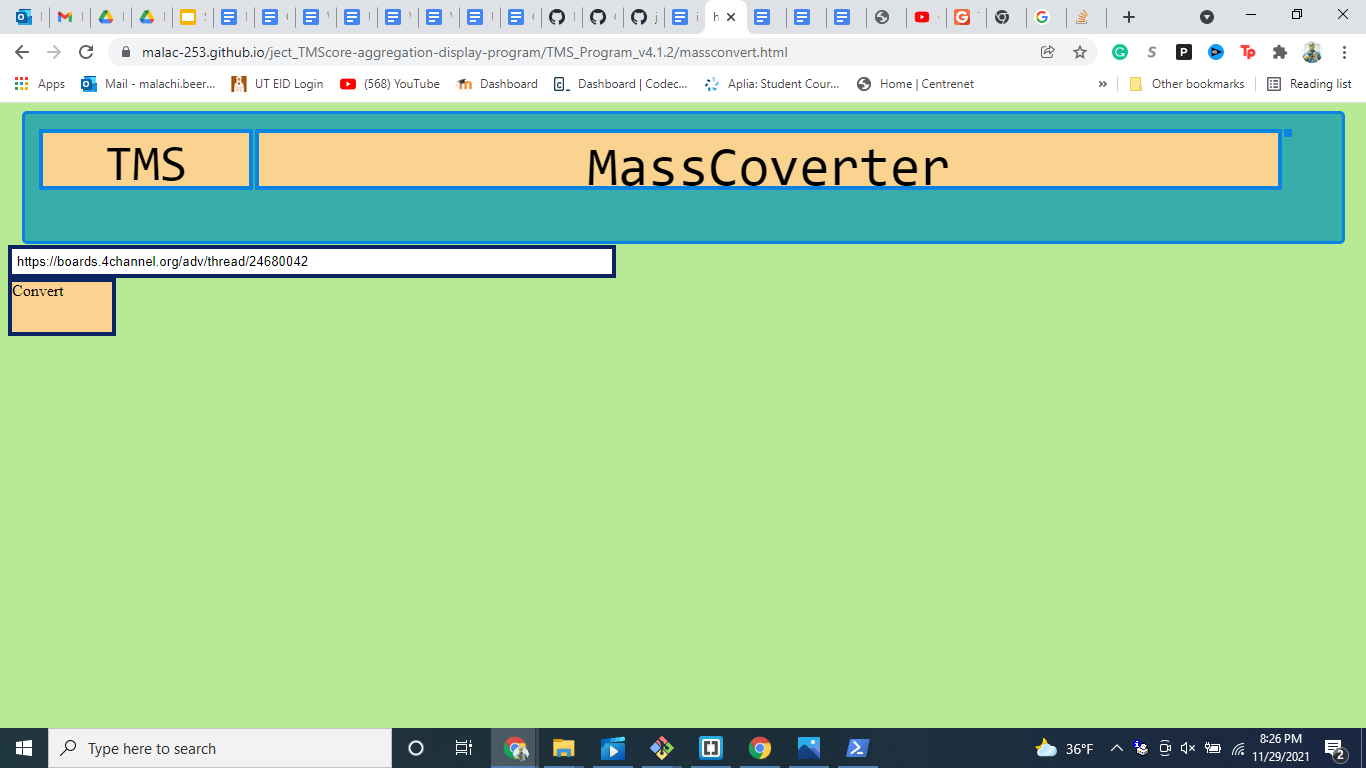 malac-253.github.io/ject_TMScore-aggregation-display-program/TMS_Program_v4.1.2/massconvert.html
Apps Mail - malachi.beer... UT EID Login (568) YouTube Dashboard Dashboard | Codec... Aplia: Student Cour... Home | Centrenet » Other bookmarks Reading list
TMS MassCoverter
https://boards.4channel.org/adv/thread/24680042
Convert
Type here to search 36°F 8:26 PM
11/29/2021 2